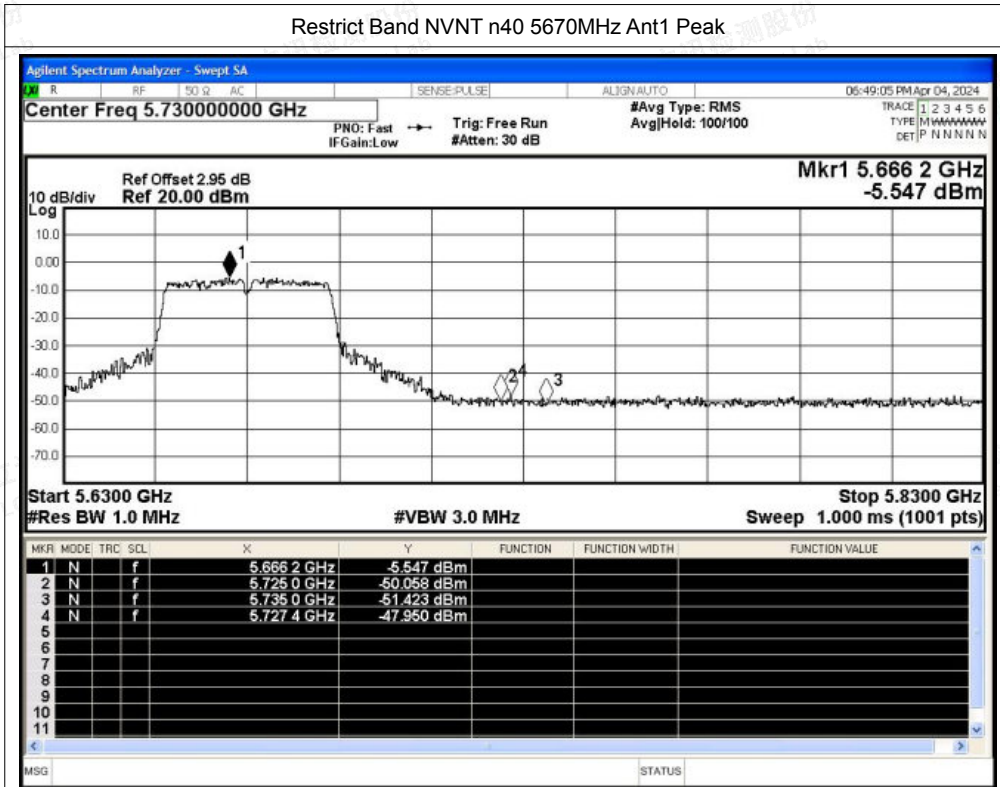 Restrict Band NVNT n40 5670MHz Ant1 Peak
Agilent Spectrum Analyzer - Swept SA
R RF 50 Ω AC SENSE:PULSE ALIGN AUTO 06:49:05 PM Apr 04, 2024
Center Freq 5.730000000 GHz #Avg Type: RMS TRACE 1 2 3 4 5 6
PNO: Fast Trig: Free Run Avg|Hold: 100/100 TYPE M WWWWW
IFGain:Low #Atten: 30 dB DET P N N N N N
Mkr1 5.666 2 GHz
Ref Offset 2.95 dB
10 dB/div Ref 20.00 dBm -5.547 dBm
Log
10.0
1
0.00
-10.0
-20.0
-30.0
-40.0
2 4 3
-50.0
-60.0
-70.0
Start 5.6300 GHz Stop 5.8300 GHz
#Res BW 1.0 MHz #VBW 3.0 MHz Sweep 1.000 ms (1001 pts)
MKR MODE TRC SCL X Y FUNCTION FUNCTION WIDTH FUNCTION VALUE
1 N f 5.666 2 GHz -5.547 dBm
2 N f 5.725 0 GHz -50.058 dBm
3 N f 5.735 0 GHz -51.423 dBm
4 N f 5.727 4 GHz -47.950 dBm
5
6
7
8
9
10
11
MSG STATUS